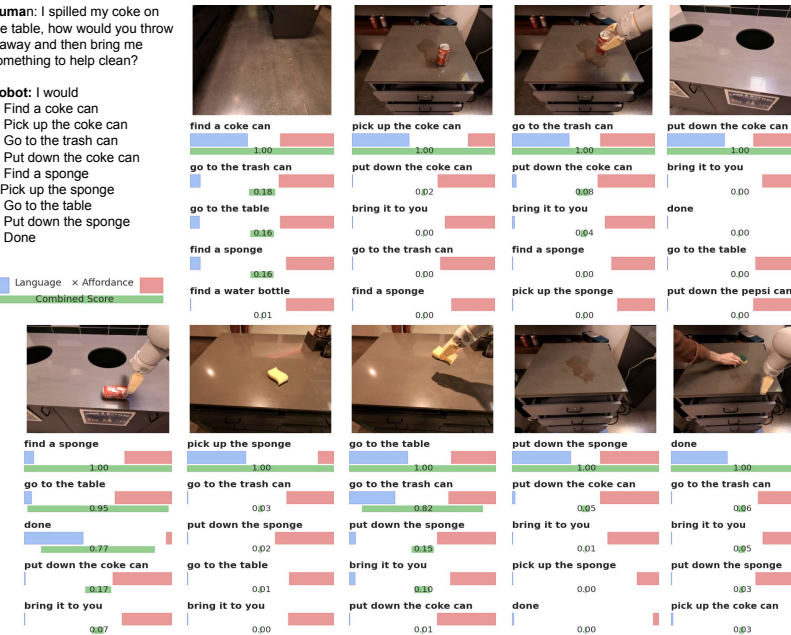 uman: I spilled my coke on
e table, how would you throw
away and then bring me
omething to help clean?
obot: I would
Find a coke can
Pick up the coke can
Go to the trash can
Put down the coke can
Find a sponge
Pick up the sponge
Go to the table
Put down the sponge
Done
Language × Affordance
Combined Score
find a coke can
1.00
go to the trash can
0.18
go to the table
0.16
find a sponge
0.16
find a water bottle
0.01
pick up the coke can
1.00
put down the coke can
0.02
bring it to you
0.00
go to the trash can
0.00
find a sponge
0.00
go to the trash can
1.00
put down the coke can
0.08
bring it to you
0.04
find a sponge
0.00
pick up the sponge
0.00
put down the coke can
1.00
bring it to you
0.00
done
0.00
go to the table
0.00
put down the pepsi can
0.00
find a sponge
1.00
go to the table
0.95
done
0.77
put down the coke can
0.17
bring it to you
0.07
pick up the sponge
1.00
go to the trash can
0.03
put down the sponge
0.02
go to the table
0.01
bring it to you
0.00
go to the table
1.00
go to the trash can
0.82
put down the sponge
0.15
bring it to you
0.10
put down the coke can
0.01
put down the sponge
1.00
put down the coke can
0.05
bring it to you
0.01
pick up the sponge
0.00
done
0.00
done
1.00
go to the trash can
0.06
bring it to you
0.05
put down the sponge
0.03
pick up the coke can
0.03